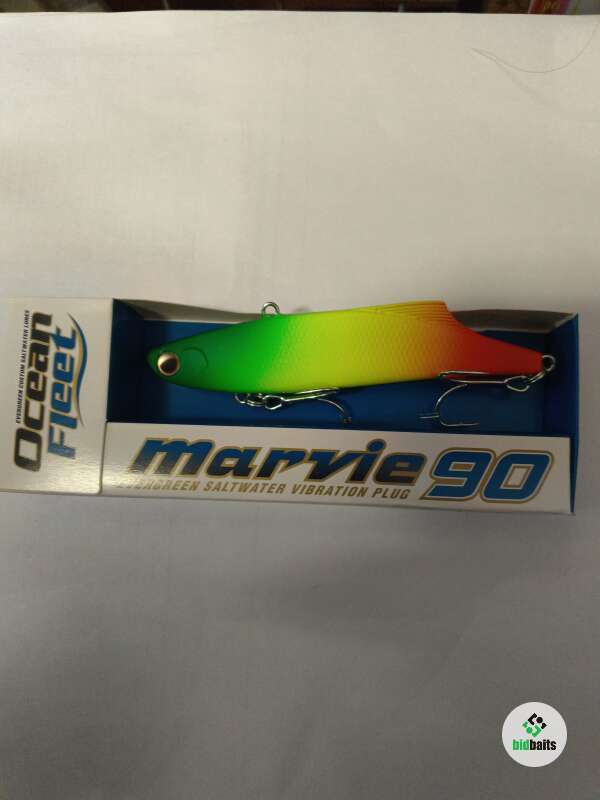 EVERGREEN CUSTOM SALTWATER LURES
Ocean
Fleet
marvie 90
EVERGREEN SALTWATER VIBRATION PLUG
bidbaits